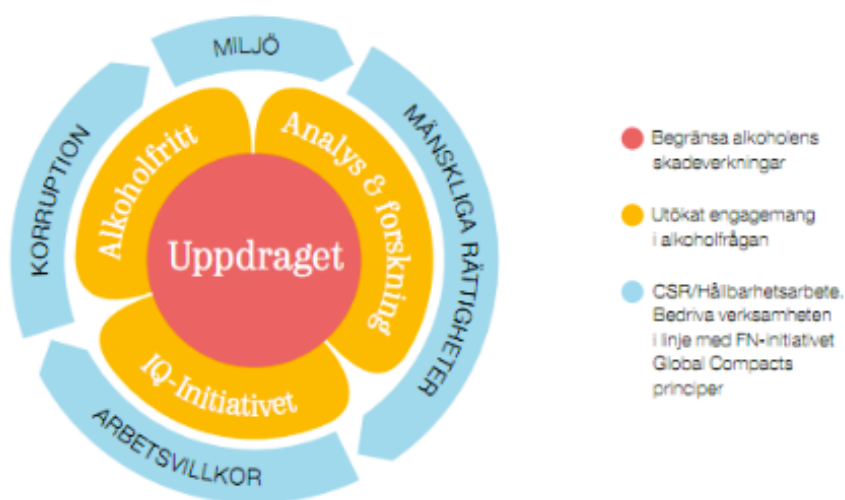 MILJÖ
MÄNSKLIGA RÄTTIGHETER
ARBETSVILLKOR
KORRUPTION
Alkoholfritt
Analys & forskning
IQ-Initiativet
Uppdraget
Begränsa alkoholens
skadeverkningar
Utökat engagemang
i alkoholfrågan
CSR/Hållbarhetsarbete.
Bedriva verksamheten
i linje med FN-initiativet
Global Compacts
principer